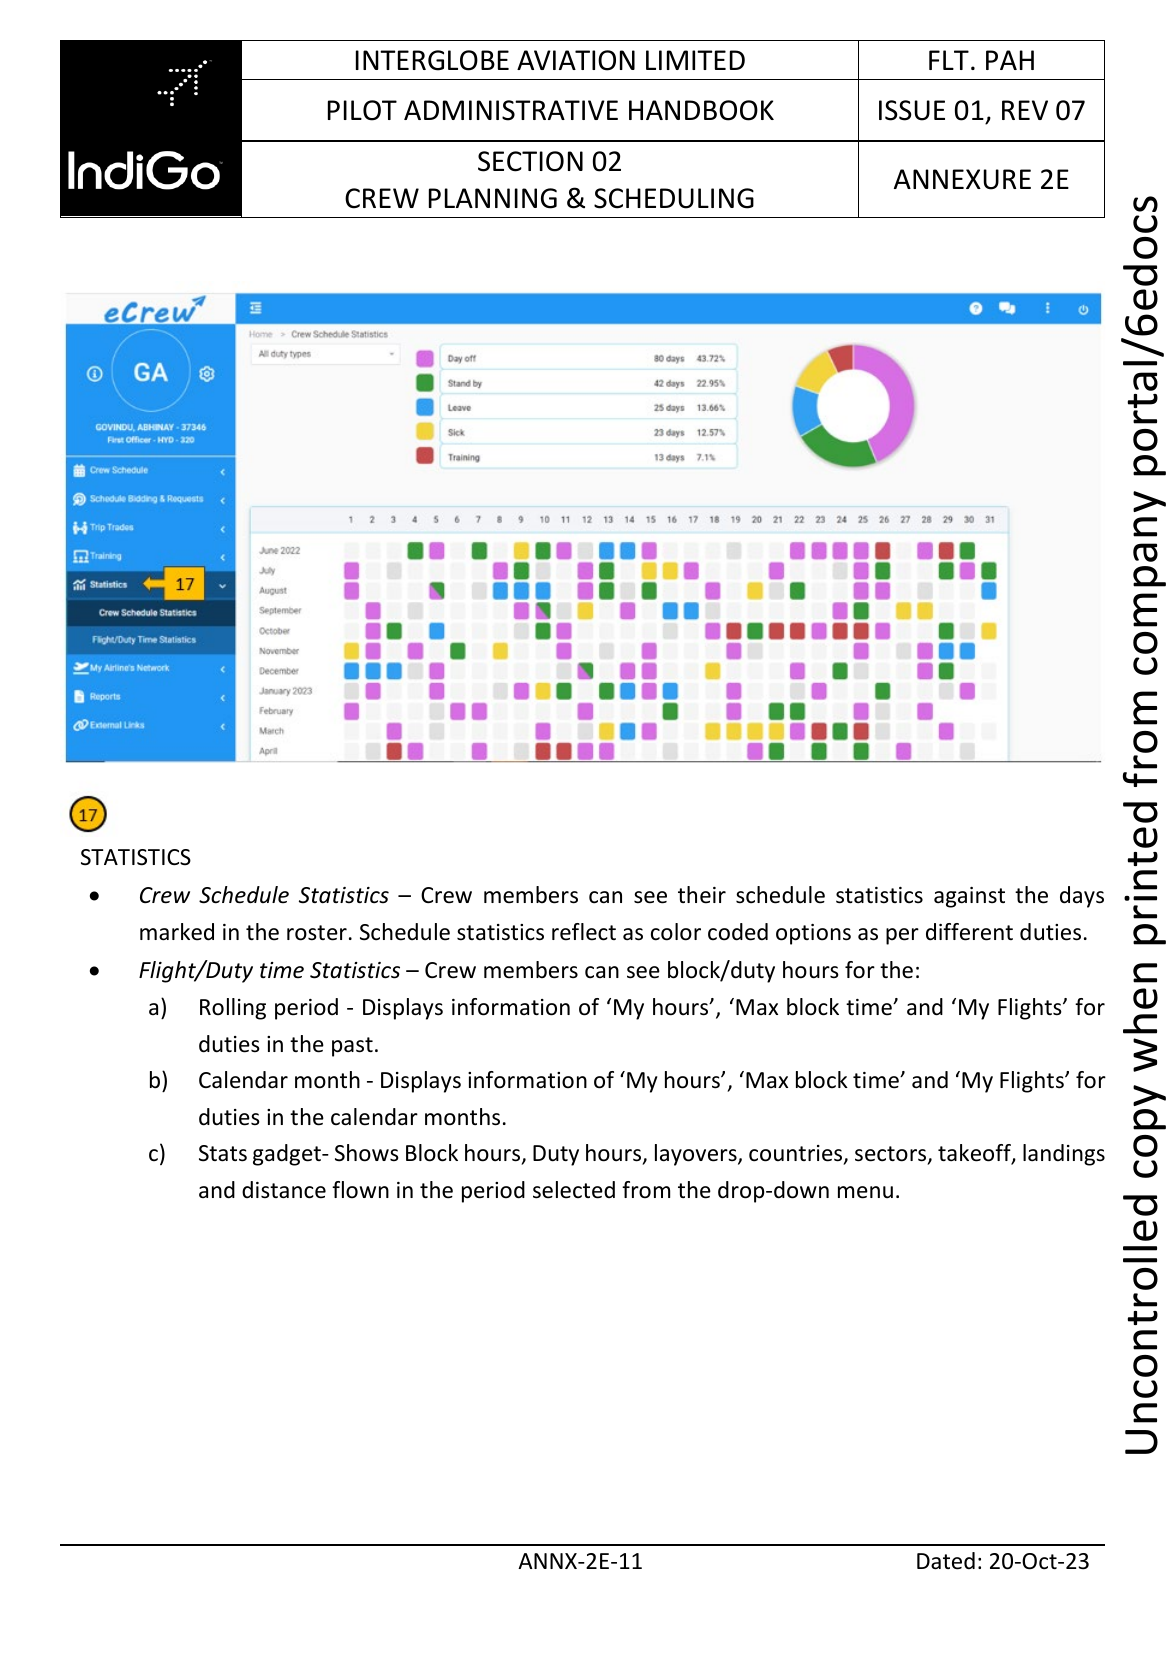 INTERGLOBE AVIATION LIMITED
FLT. PAH
PILOT ADMINISTRATIVE HANDBOOK
ISSUE 01, REV 07
IndiGo
SECTION 02
CREW PLANNING & SCHEDULING
ANNEXURE 2E
eCrew
Home > Crew Schedule Statistics
All duty types
GA
GOVINDU, ABHINAY - 37346
First Officer - HYD - 320
Day off 80 days 43.72%
Stand by 42 days 22.95%
Leave 25 days 13.66%
Sick 23 days 12.57%
Training 13 days 7.1%
Crew Schedule
Schedule Bidding & Requests
Trip Trades
Training
Statistics
17
Crew Schedule Statistics
Flight/Duty Time Statistics
My Airline's Network
Reports
External Links
1 2 3 4 5 6 7 8 9 10 11 12 13 14 15 16 17 18 19 20 21 22 23 24 25 26 27 28 29 30 31
June 2022
July
August
September
October
November
December
January 2023
February
March
April
17
STATISTICS
• Crew Schedule Statistics – Crew members can see their schedule statistics against the days
marked in the roster. Schedule statistics reflect as color coded options as per different duties.
• Flight/Duty time Statistics – Crew members can see block/duty hours for the:
a) Rolling period - Displays information of ‘My hours’, ‘Max block time’ and ‘My Flights’ for
duties in the past.
b) Calendar month - Displays information of ‘My hours’, ‘Max block time’ and ‘My Flights’ for
duties in the calendar months.
c) Stats gadget- Shows Block hours, Duty hours, layovers, countries, sectors, takeoff, landings
and distance flown in the period selected from the drop-down menu.
ANNX-2E-11
Dated: 20-Oct-23
Uncontrolled copy when printed from company portal/6edocs